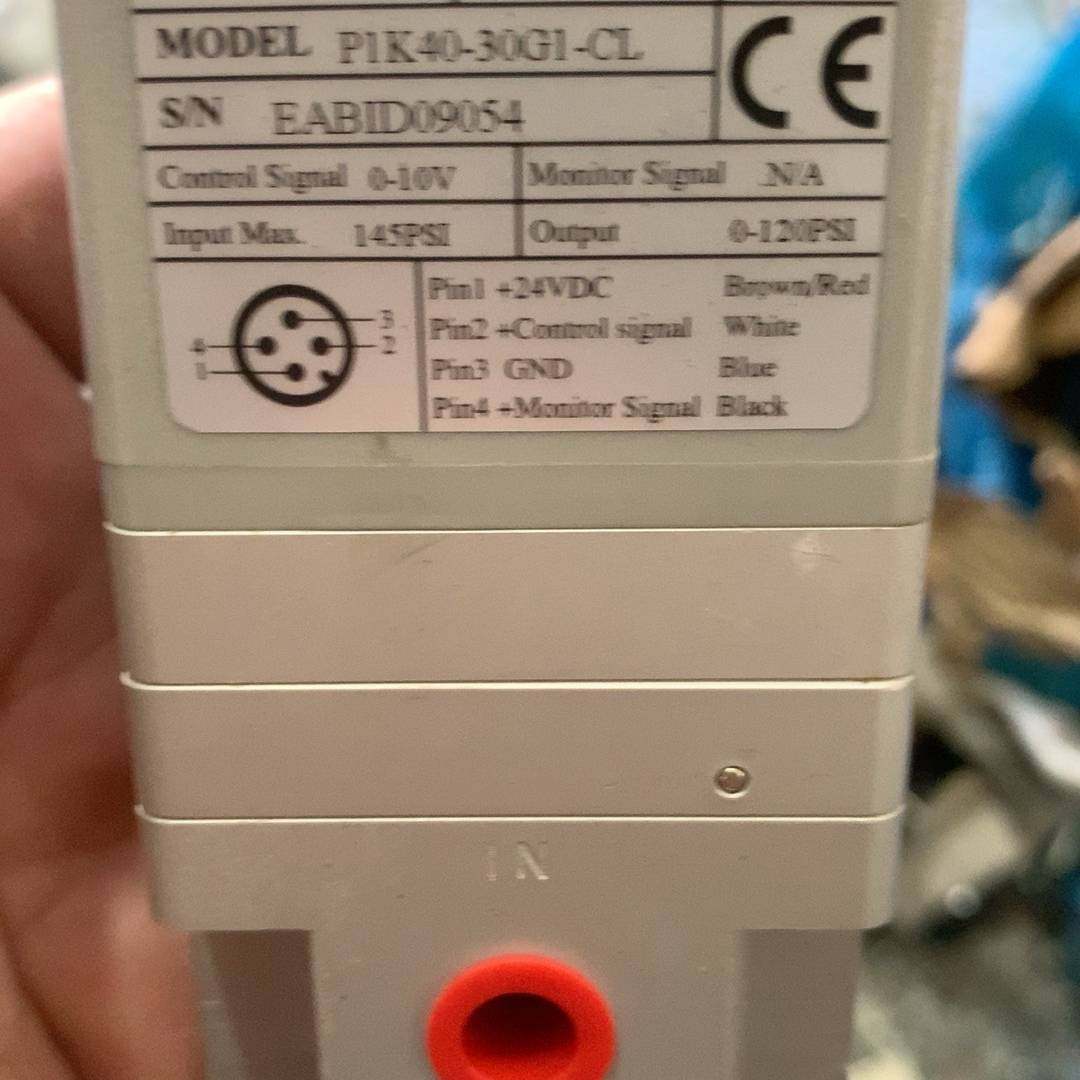 MODEL P1K40-30G1-CL
CE
S/N EABID09054
Control Signal 0-10V Monitor Signal N/A
Input Max. 145PSI Output 0-120PSI
3
4 2
1
Pin1 +24VDC Brown/Red
Pin2 +Control signal White
Pin3 GND Blue
Pin4 +Monitor Signal Black
IN